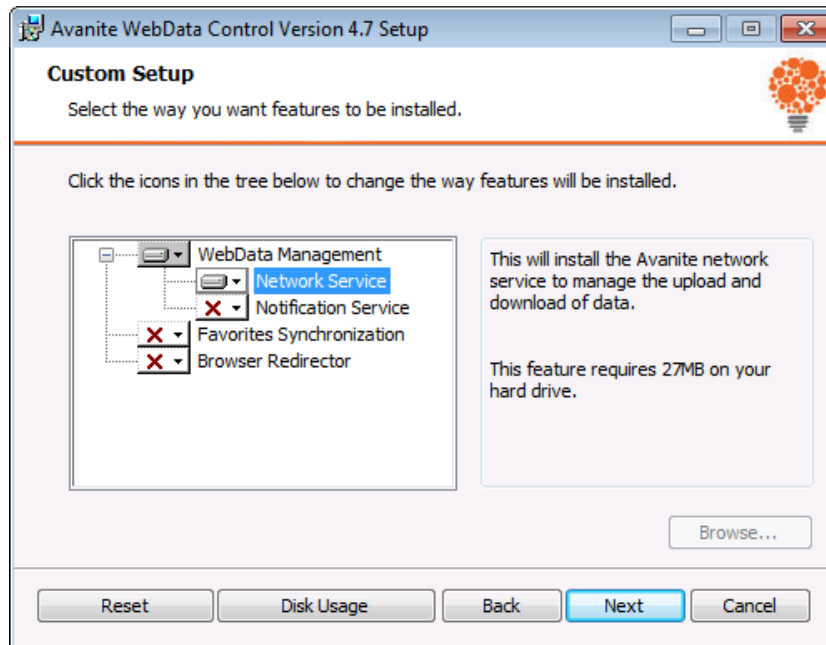 Avanite WebData Control Version 4.7 Setup
Custom Setup
Select the way you want features to be installed.
Click the icons in the tree below to change the way features will be installed.
WebData Management
Network Service
Notification Service
Favorites Synchronization
Browser Redirector
This will install the Avanite network
service to manage the upload and
download of data.
This feature requires 27MB on your
hard drive.
Browse...
Reset Disk Usage Back Next Cancel